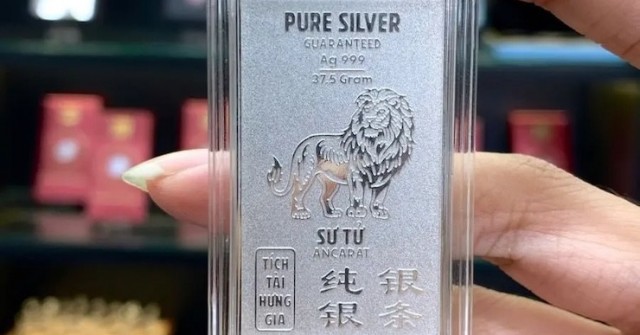 PURE SILVER
GUARANTEED
Ag 999
37.5 Gram
SƯ TỬ
ANCARAT
TÍCH
TÀI
HƯNG
GIA
纯 银
银 条